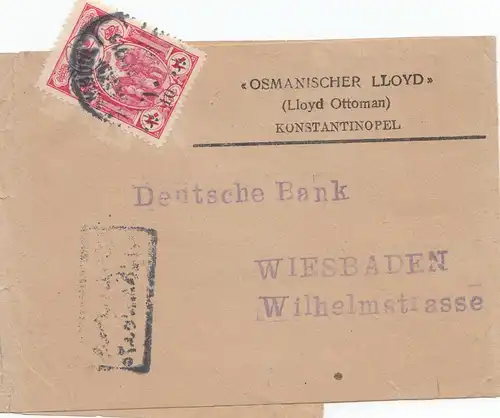 «OSMANISCHER LLOYD»
(Lloyd Ottoman)
KONSTANTINOPEL
Deutsche Bank
WIESBADEN
Wilhelmstrasse